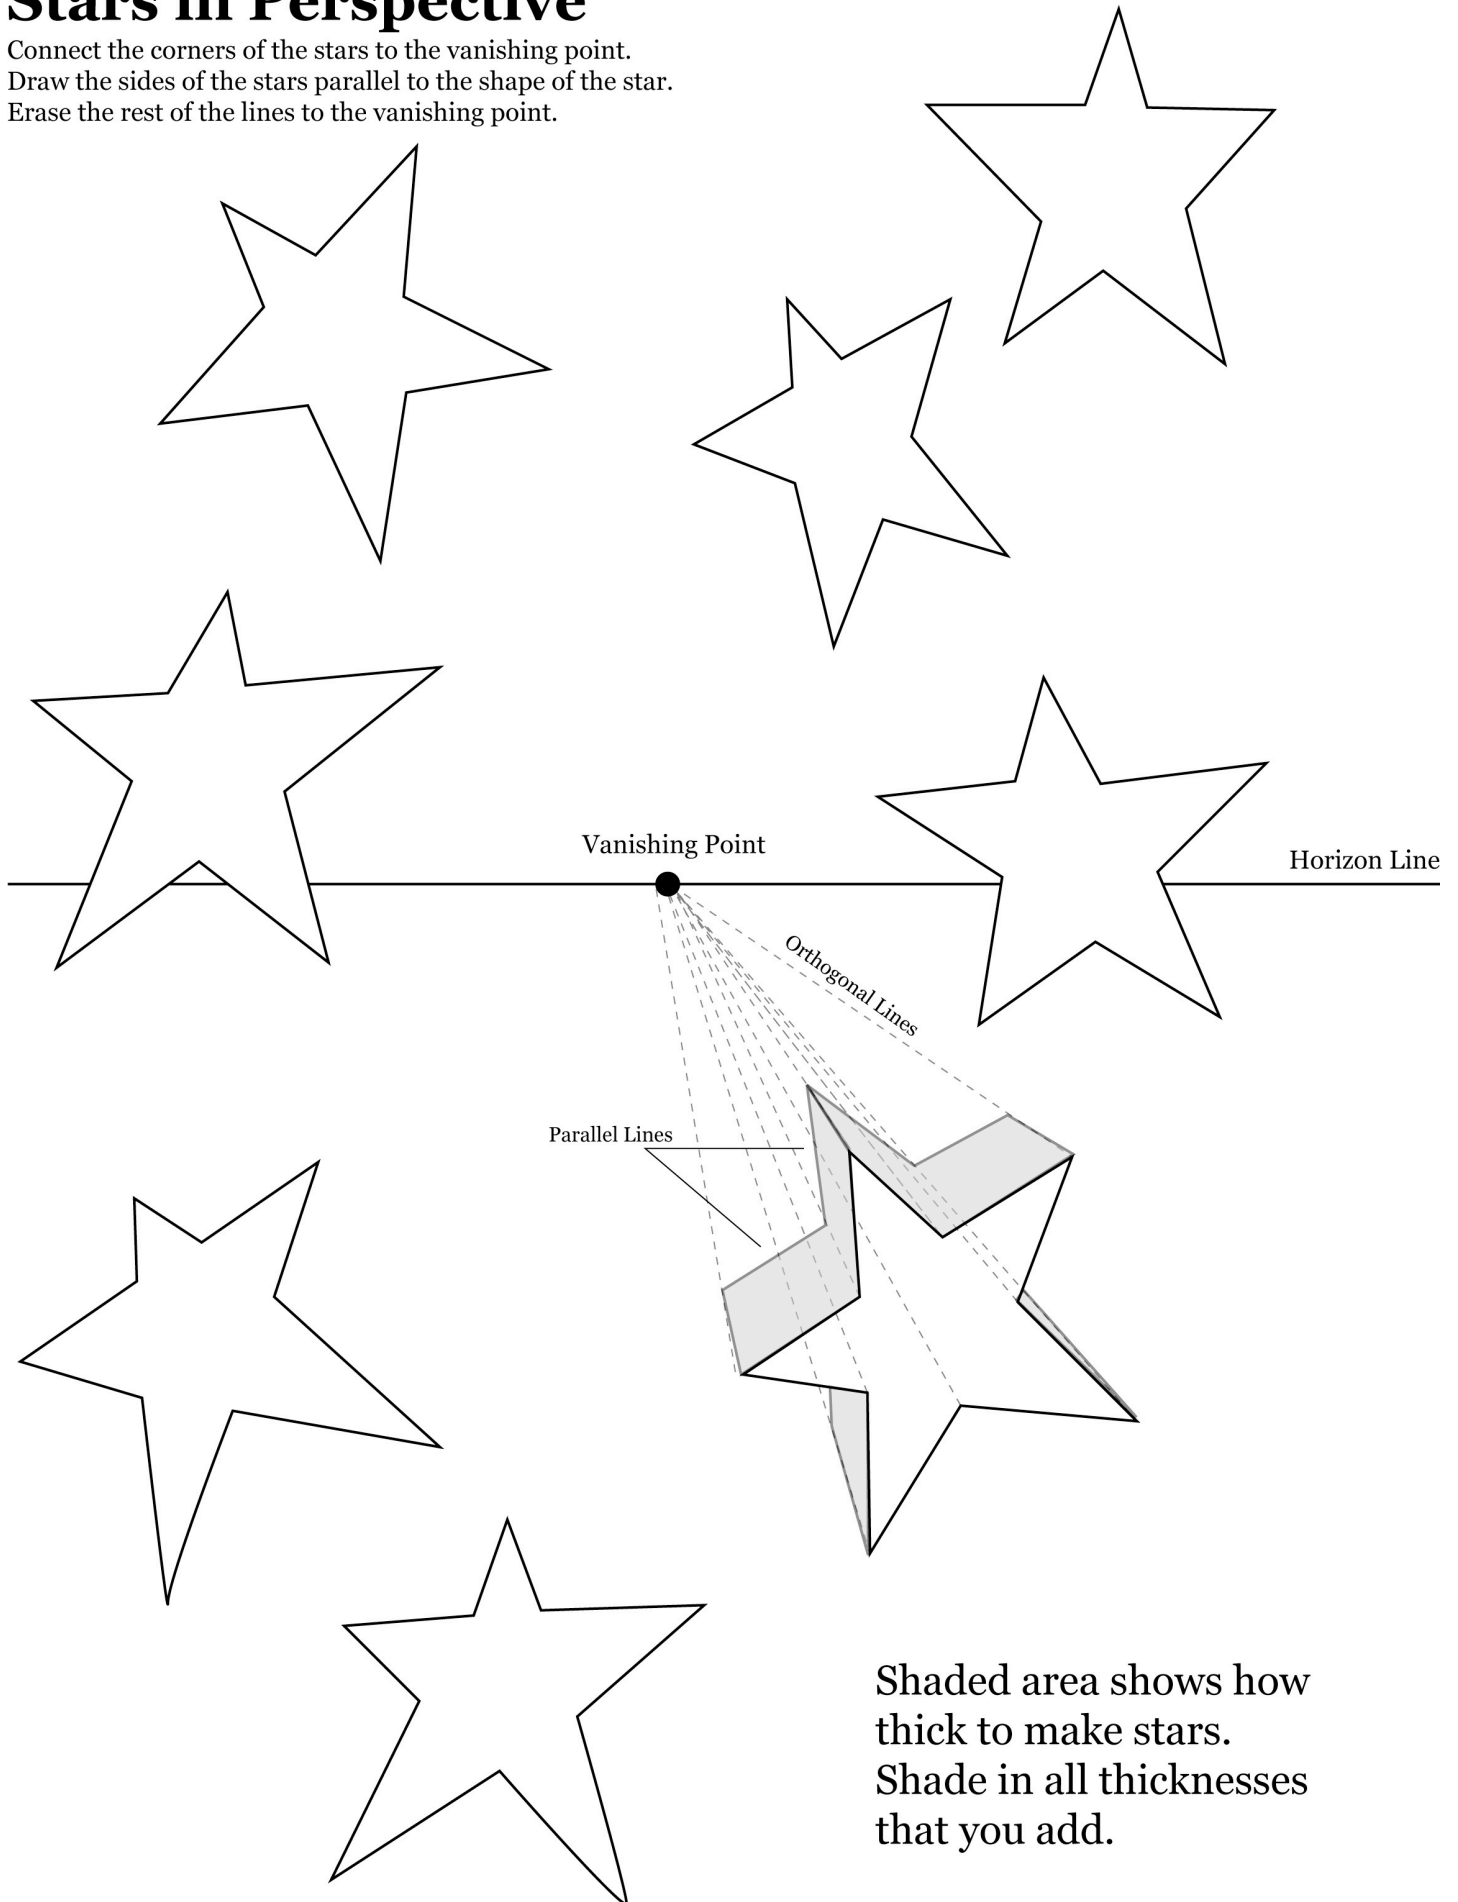 Stars in Perspective
Connect the corners of the stars to the vanishing point.
Draw the sides of the stars parallel to the shape of the star.
Erase the rest of the lines to the vanishing point.
Vanishing Point
Horizon Line
Orthogonal Lines
Parallel Lines
Shaded area shows how
thick to make stars.
Shade in all thicknesses
that you add.